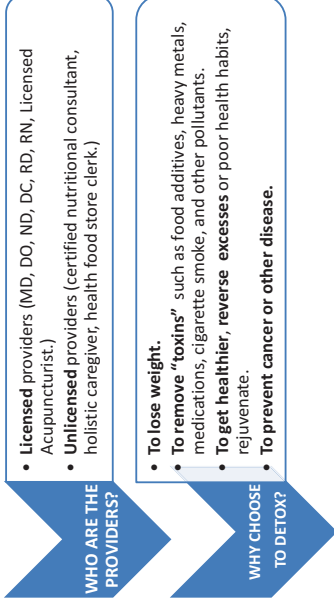 WHO ARE THE
PROVIDERS?
• Licensed providers (MD, DO, ND, DC, RD, RN, Licensed
Acupuncturist.)
• Unlicensed providers (certified nutritional consultant,
holistic caregiver, health food store clerk.)
WHY CHOOSE
TO DETOX?
• To lose weight.
• To remove “toxins” such as food additives, heavy metals,
medications, cigarette smoke, and other pollutants.
• To get healthier, reverse excesses or poor health habits,
rejuvenate.
• To prevent cancer or other disease.